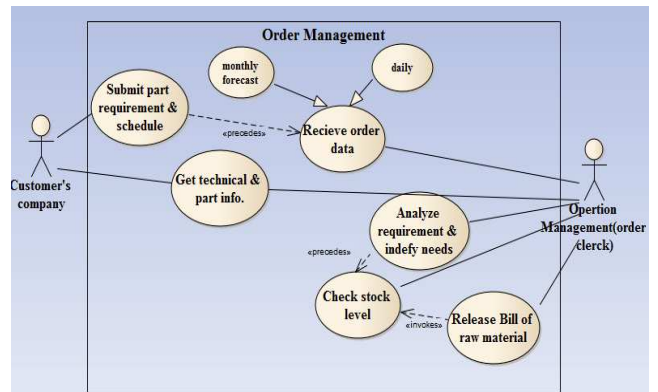 Order Management
monthly
forecast
daily
Submit part
requirement &
schedule
«precedes»
Recieve order
data
Customer's
company
Get technical &
part info.
Opertion
Management(order
clerck)
Analyze
requirement &
indefy needs
«precedes»
Check stock
level
«invokes»
Release Bill of
raw material